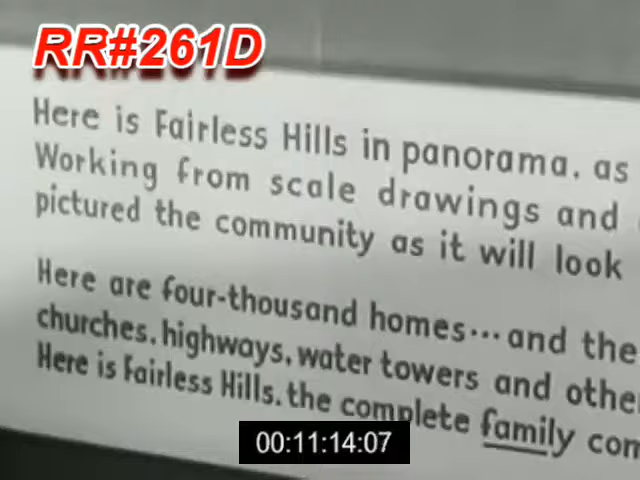 RR#261D
Here is Fairless Hills in panorama, as
Working from scale drawings and
pictured the community as it will look
Here are four-thousand homes...and the
churches, highways, water towers and othe
Here is Fairless Hills, the complete family com
00:11:14:07